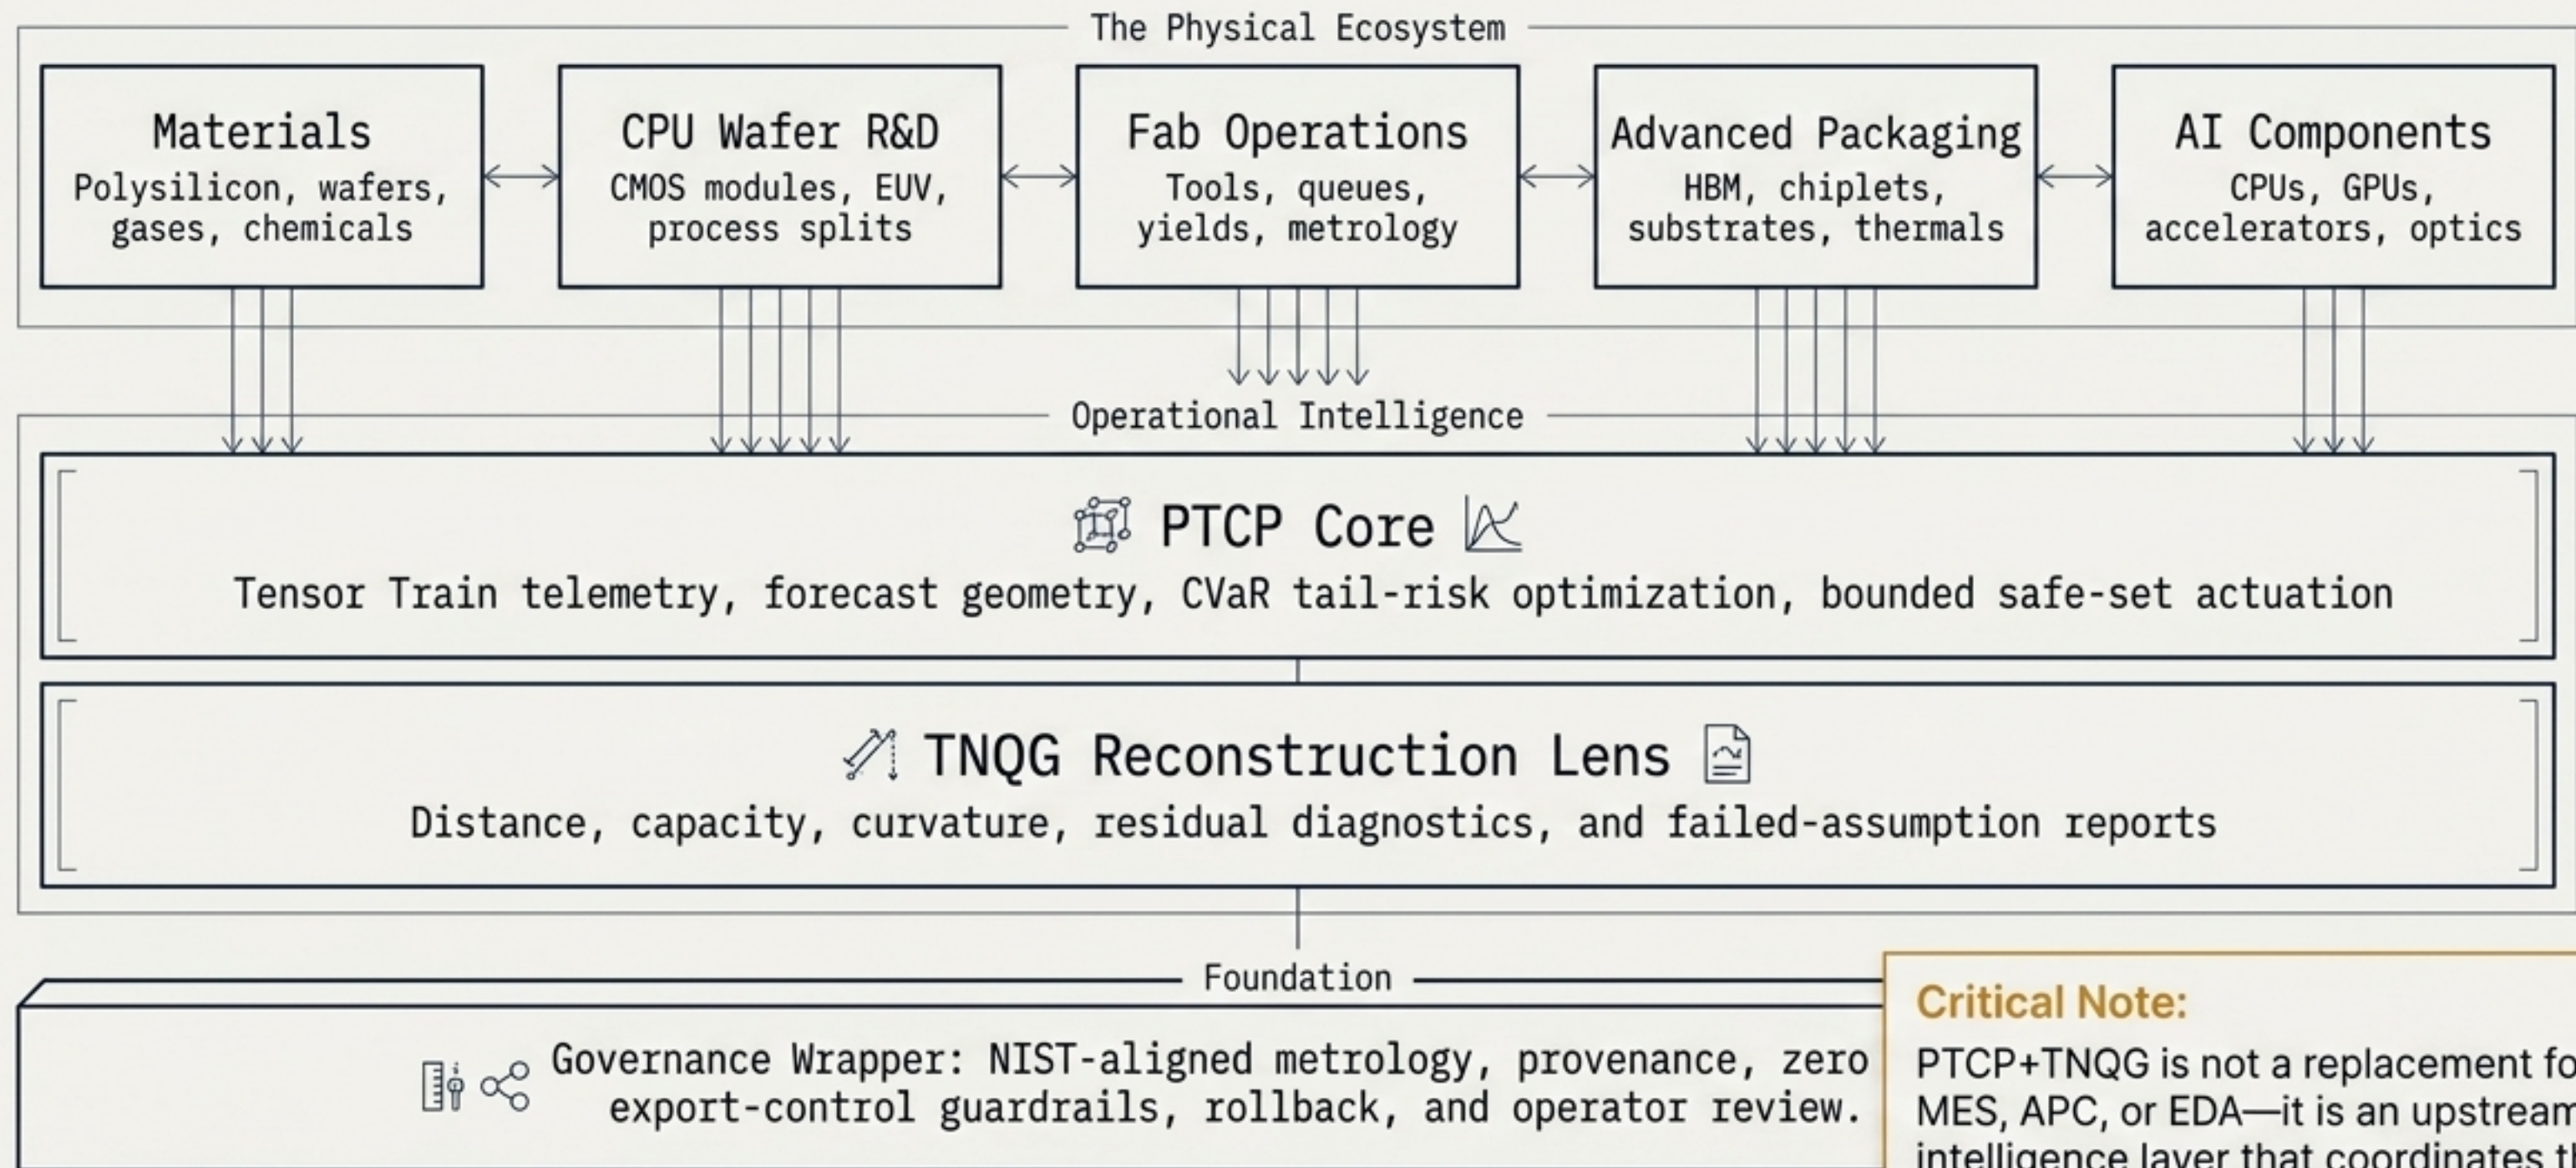 The Physical Ecosystem
Materials
Polysilicon, wafers,
gases, chemicals
CPU Wafer R&D
CMOS modules, EUV,
process splits
Fab Operations
Tools, queues,
yields, metrology
Advanced Packaging
HBM, chiplets,
substrates, thermals
AI Components
CPUs, GPUs,
accelerators, optics
Operational Intelligence
PTCP Core
Tensor Train telemetry, forecast geometry, CVaR tail-risk optimization, bounded safe-set actuation
TNQG Reconstruction Lens
Distance, capacity, curvature, residual diagnostics, and failed-assumption reports
Foundation
Governance Wrapper: NIST-aligned metrology, provenance, zero
export-control guardrails, rollback, and operator review.
Critical Note:
PTCP+TNQG is not a replacement
MES, APC, or EDA—it is an upstream
intelligence layer that coordinates